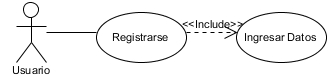 <<Include>>
Registrarse
Ingresar Datos
Usuario